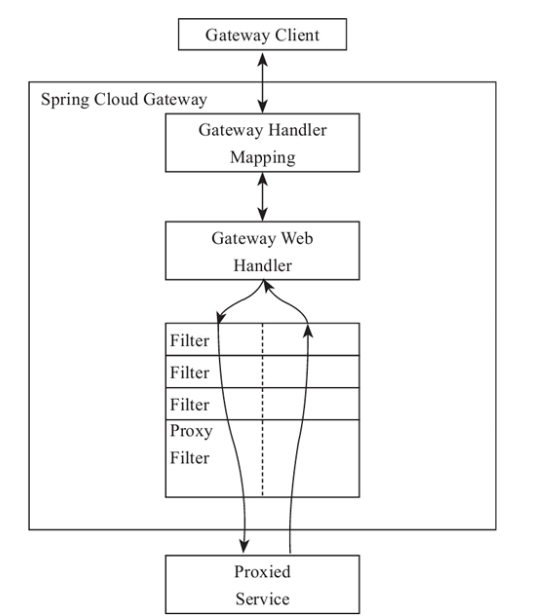 Gateway Client
Spring Cloud Gateway
Gateway Handler
Mapping
Gateway Web
Handler
Filter
Filter
Filter
Proxy
Filter
Proxied
Service